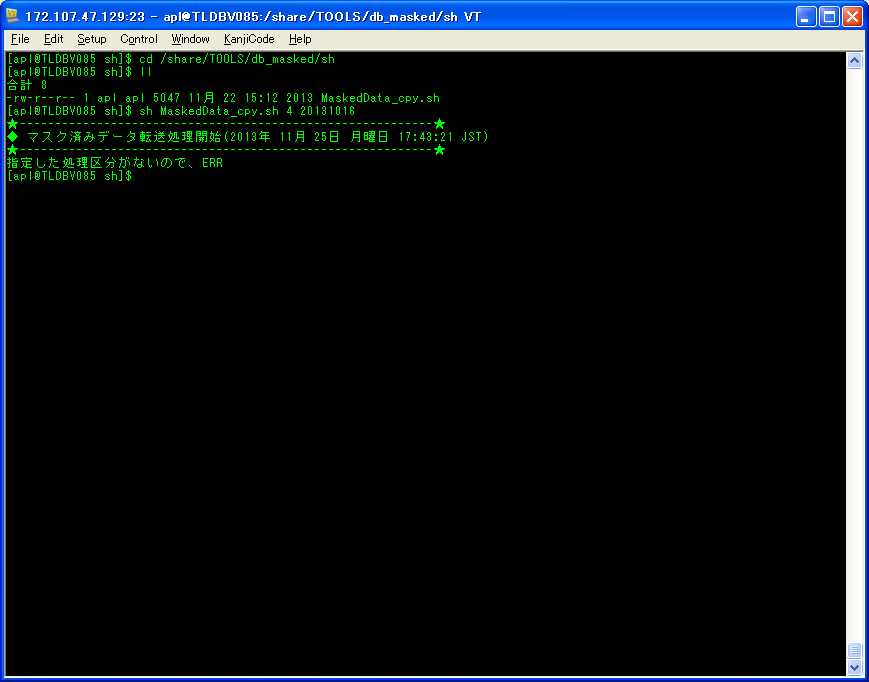 172.107.47.129:23 - apl@TLDBV085:/share/TOOLS/db_masked/sh VT
File Edit Setup Control Window KanjiCode Help
[apl@TLDBV085 sh]$ cd /share/TOOLS/db_masked/sh
[apl@TLDBV085 sh]$ ll
合計 8
-rw-r--r-- 1 apl apl 5047 11月 22 15:12 2013 MaskedData_cpy.sh
[apl@TLDBV085 sh]$ sh MaskedData_cpy.sh 4 20131016
★------------------------------------------------------------★
◆ マスク済みデータ転送処理開始(2013年 11月 25日 月曜日 17:43:21 JST)
★------------------------------------------------------------★
指定した処理区分がないので、ERR
[apl@TLDBV085 sh]$